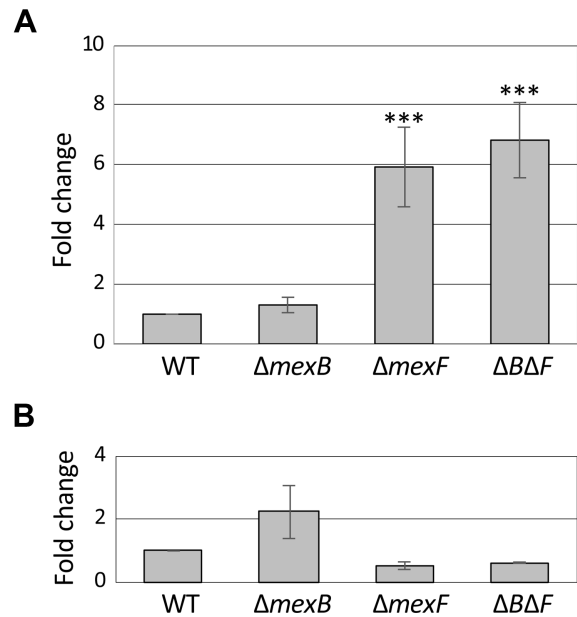 A
10
8
6
4
2
0
Fold change
*** ***
WT ΔmexB ΔmexF ΔBΔF
B
4
2
0
Fold change
WT ΔmexB ΔmexF ΔBΔF